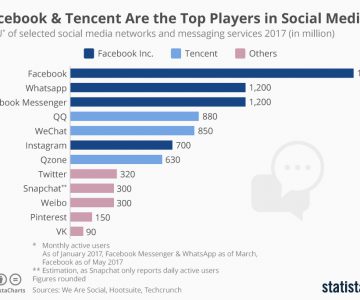 cebook & Tencent Are the Top Players in Social Medi
U* of selected social media networks and messaging services 2017 (in million)
Facebook Inc. Tencent Others
Facebook
Whatsapp 1,200
book Messenger 1,200
QQ 880
WeChat 850
Instagram 700
Qzone 630
Twitter 320
Snapchat** 300
Weibo 300
Pinterest 150
VK 90
* Monthly active users
As of January 2017, Facebook Messenger & WhatsApp as of March,
Facebook as of May 2017
** Estimation, as Snapchat only reports daily active users
Figures rounded
tistaCharts Sources: We Are Social, Hootsuite, Techcrunch
statista